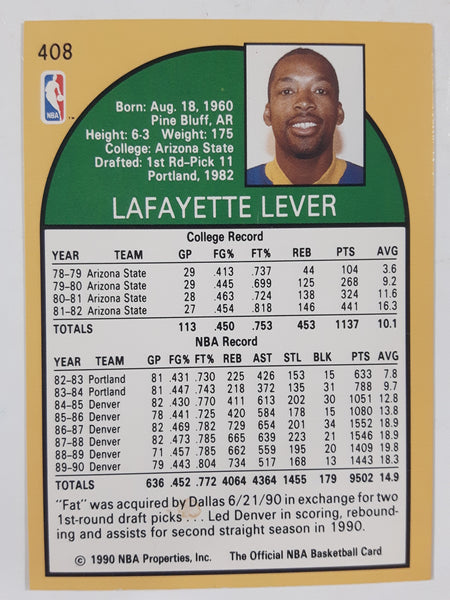 408
NBA
Born: Aug. 18, 1960
Pine Bluff, AR
Height: 6-3 Weight: 175
College: Arizona State
Drafted: 1st Rd-Pick 11
Portland, 1982
LAFAYETTE LEVER
College Record
YEAR TEAM GP FG% FT% REB PTS AVG
78-79 Arizona State 29 .413 .737 44 104 3.6
79-80 Arizona State 29 .445 .699 125 268 9.2
80-81 Arizona State 28 .463 .724 138 324 11.6
81-82 Arizona State 27 .454 .818 146 441 16.3
TOTALS 113 .450 .753 453 1137 10.1
NBA Record
YEAR TEAM GP FG% FT% REB AST STL BLK PTS AVG
82-83 Portland 81 .431 .730 225 426 153 15 633 7.8
83-84 Portland 81 .447 .743 218 372 135 31 788 9.7
84-85 Denver 82 .430 .770 411 613 202 30 1051 12.8
85-86 Denver 78 .441 .725 420 584 178 15 1080 13.8
86-87 Denver 82 .469 .782 729 654 201 34 1552 18.9
87-88 Denver 82 .473 .785 665 639 223 21 1546 18.9
88-89 Denver 71 .457 .785 662 559 195 20 1409 19.8
89-90 Denver 79 .443 .804 734 517 168 13 1443 18.3
TOTALS 636 .452 .772 4064 4364 1455 179 9502 14.9
"Fat" was acquired by Dallas 6/21/90 in exchange for two
1st-round draft picks . . . Led Denver in scoring, rebound-
ing and assists for second straight season in 1990.
© 1990 NBA Properties, Inc. The Official NBA Basketball Card